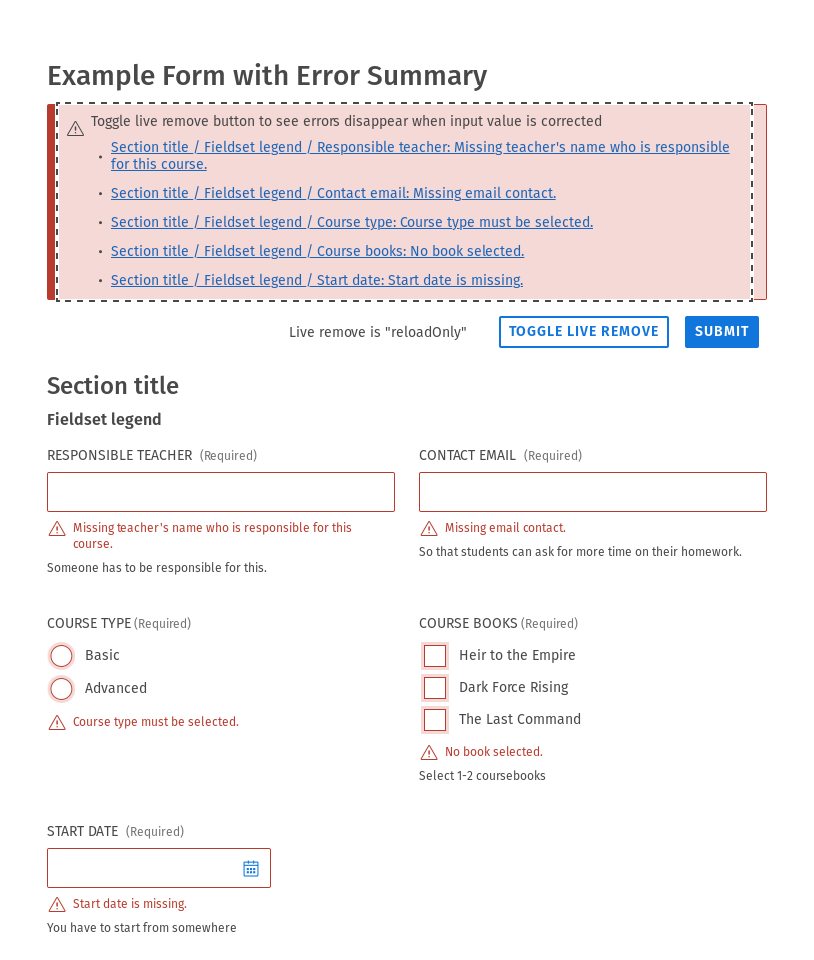 Example Form with Error Summary
Toggle live remove button to see errors disappear when input value is corrected
• Section title / Fieldset legend / Responsible teacher: Missing teacher's name who is responsible
for this course.
• Section title / Fieldset legend / Contact email: Missing email contact.
• Section title / Fieldset legend / Course type: Course type must be selected.
• Section title / Fieldset legend / Course books: No book selected.
• Section title / Fieldset legend / Start date: Start date is missing.
Live remove is "reloadOnly"
TOGGLE LIVE REMOVE
SUBMIT
Section title
Fieldset legend
RESPONSIBLE TEACHER (Required)
Missing teacher's name who is responsible for this
course.
Someone has to be responsible for this.
CONTACT EMAIL (Required)
Missing email contact.
So that students can ask for more time on their homework.
COURSE TYPE (Required)
Basic
Advanced
Course type must be selected.
COURSE BOOKS (Required)
Heir to the Empire
Dark Force Rising
The Last Command
No book selected.
Select 1-2 coursebooks
START DATE (Required)
Start date is missing.
You have to start from somewhere